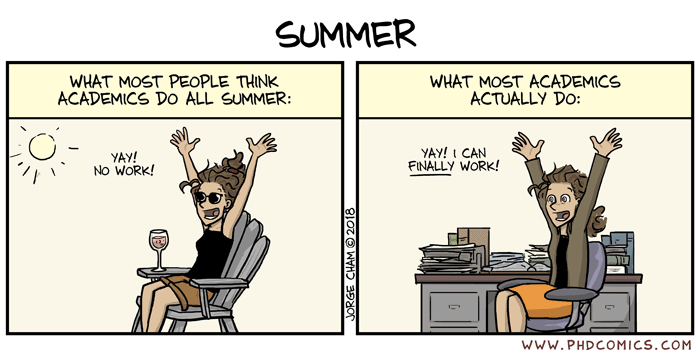 SUMMER
WHAT MOST PEOPLE THINK
ACADEMICS DO ALL SUMMER:
YAY!
NO WORK!
JORGE CHAM © 2018
WHAT MOST ACADEMICS
ACTUALLY DO:
YAY! I CAN
FINALLY WORK!
WWW.PHDCOMICS.COM